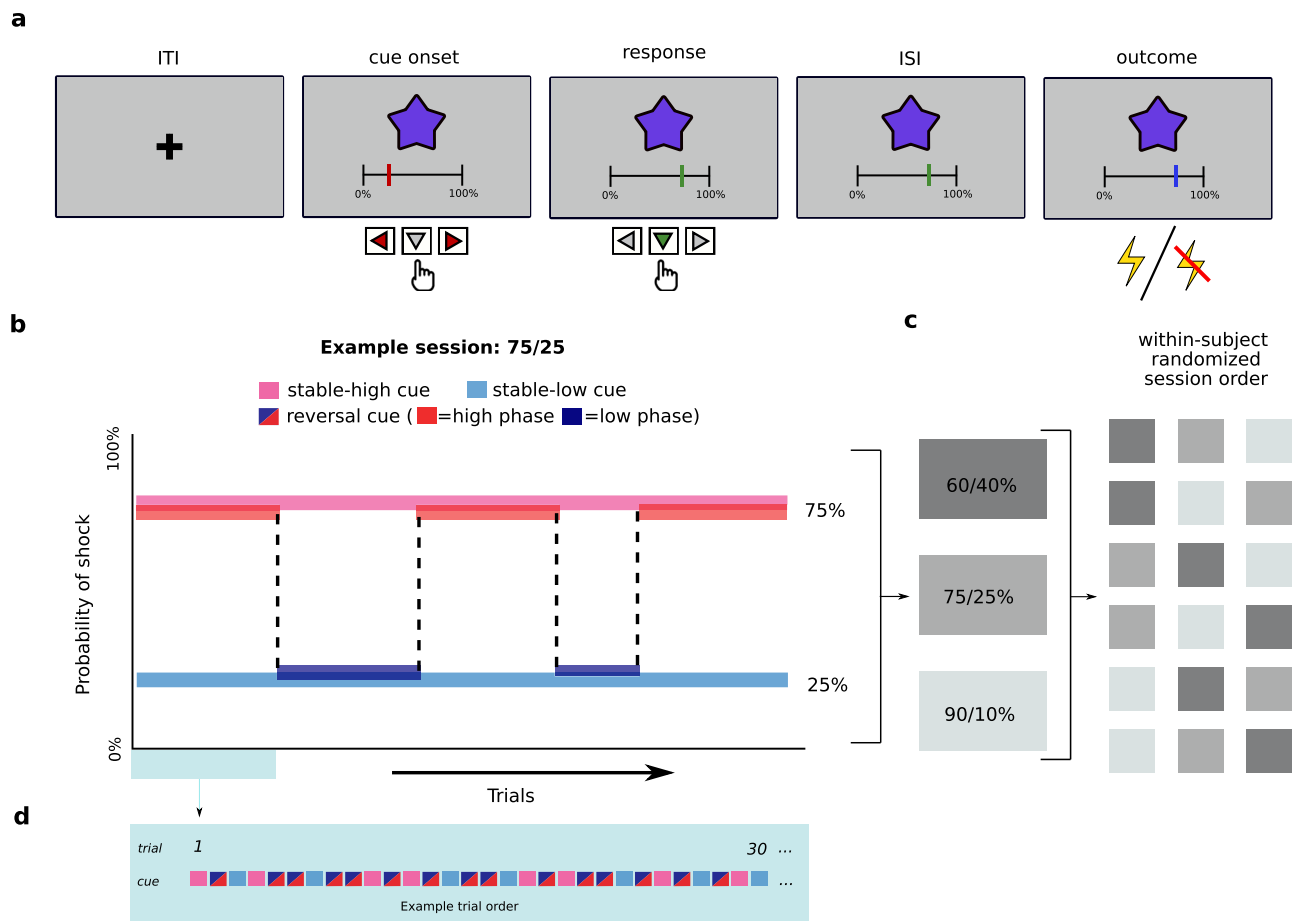 a
ITI
cue onset
response
ISI
outcome
0% 100%
0% 100%
0% 100%
0% 100%
b
Example session: 75/25
stable-high cue
stable-low cue
reversal cue ( =high phase =low phase)
100%
Probability of shock
0%
75%
25%
Trials
c
60/40%
75/25%
90/10%
within-subject
randomized
session order
d
trial 1 30 ...
cue ...
Example trial order